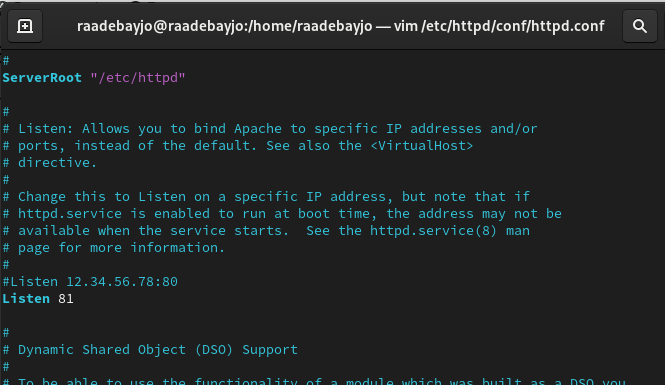 raadebayjo@raadebayjo:/home/raadebayjo — vim /etc/httpd/conf/httpd.conf
#
ServerRoot "/etc/httpd"
#
# Listen: Allows you to bind Apache to specific IP addresses and/or
# ports, instead of the default. See also the <VirtualHost>
# directive.
#
# Change this to Listen on a specific IP address, but note that if
# httpd.service is enabled to run at boot time, the address may not be
# available when the service starts.  See the httpd.service(8) man
# page for more information.
#
#Listen 12.34.56.78:80
Listen 81
#
# Dynamic Shared Object (DSO) Support
#
# To be able to use the functionality of a module which was built as a DSO you